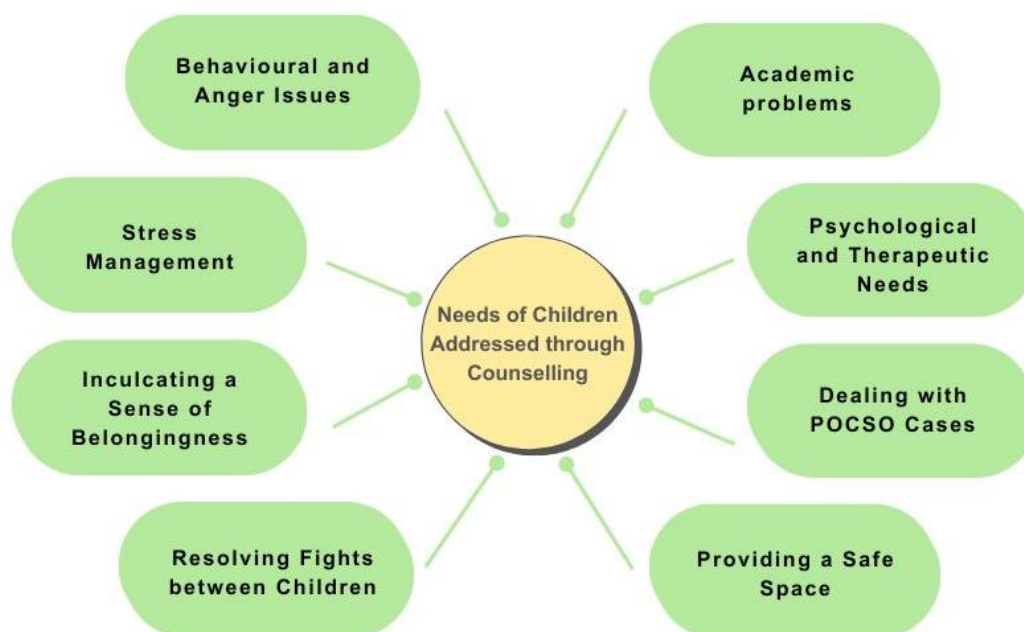 Behavioural and
Anger Issues
Academic
problems
Stress
Management
Psychological
and Therapeutic
Needs
Needs of Children
Addressed through
Counselling
Inculcating a
Sense of
Belongingness
Dealing with
POCSO Cases
Resolving Fights
between Children
Providing a Safe
Space